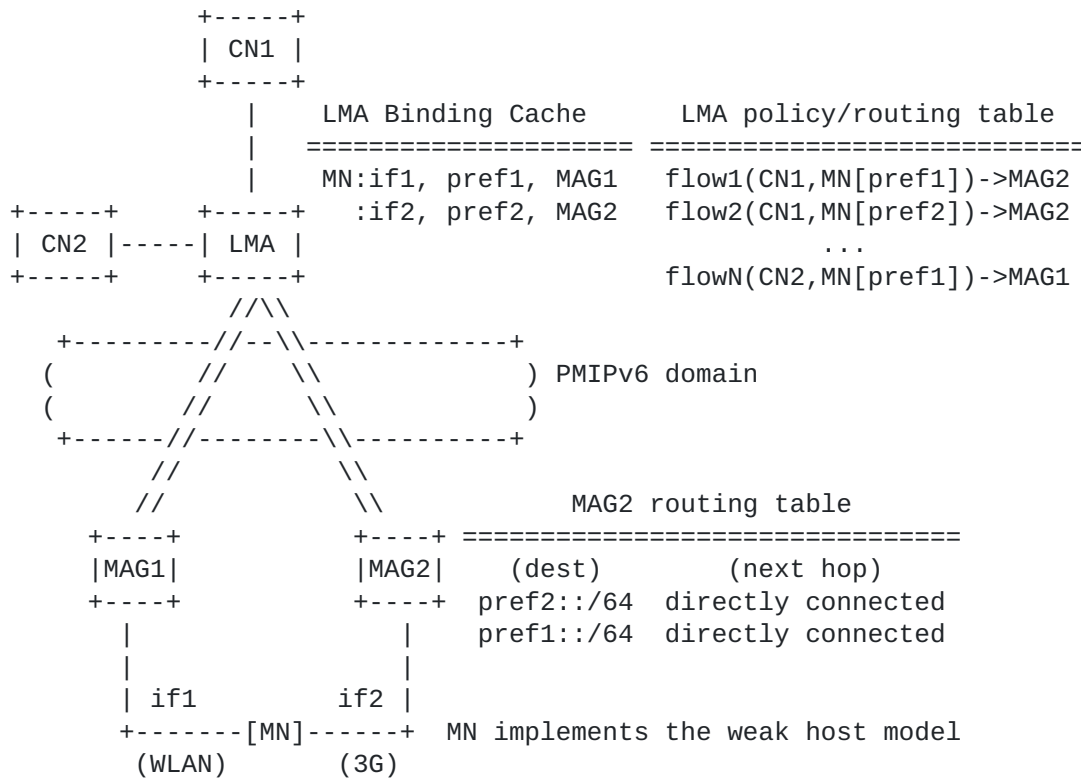 CN1
LMA Binding Cache LMA policy/routing table
===================== ============================
MN:if1, pref1, MAG1 flow1(CN1,MN[pref1])->MAG2
:if2, pref2, MAG2 flow2(CN1,MN[pref2])->MAG2
CN2 LMA ...
flowN(CN2,MN[pref1])->MAG1
PMIPv6 domain
MAG2 routing table
================================
MAG1 MAG2 (dest) (next hop)
pref2::/64 directly connected
pref1::/64 directly connected
if1 if2
[MN] MN implements the weak host model
(WLAN) (3G)